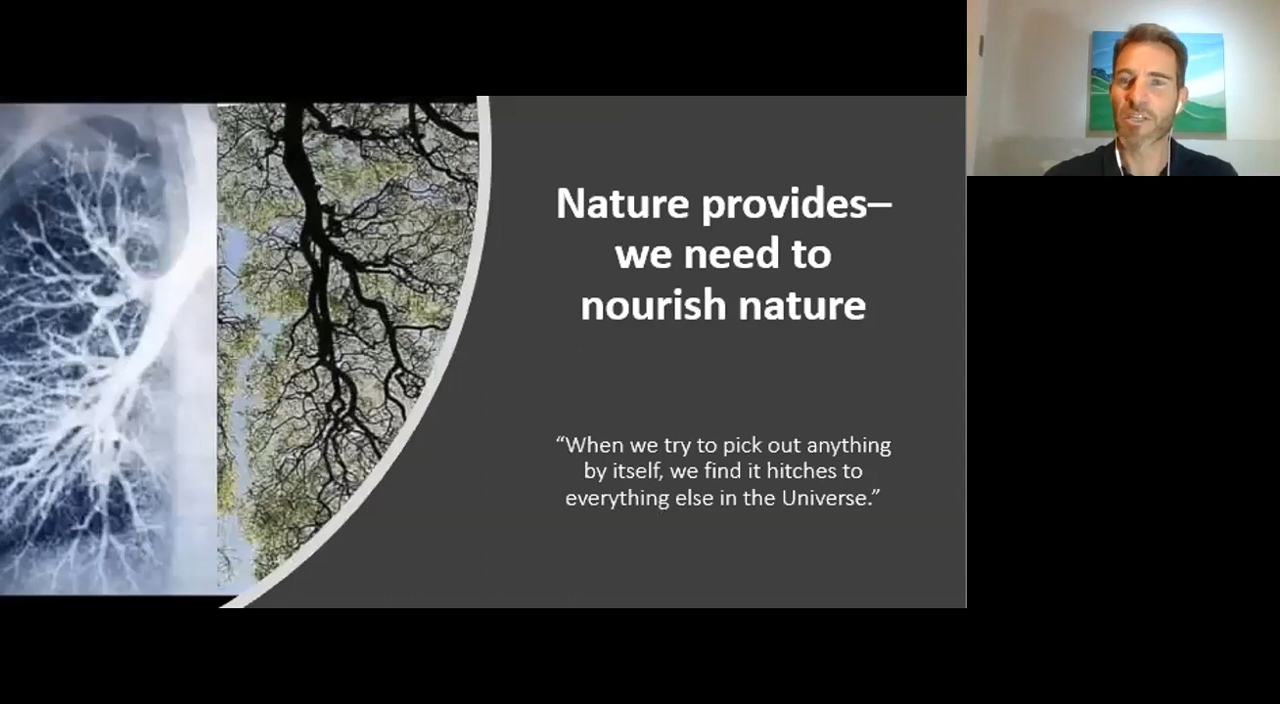 Nature provides–
we need to
nourish nature
“When we try to pick out anything
by itself, we find it hitches to
everything else in the Universe.”